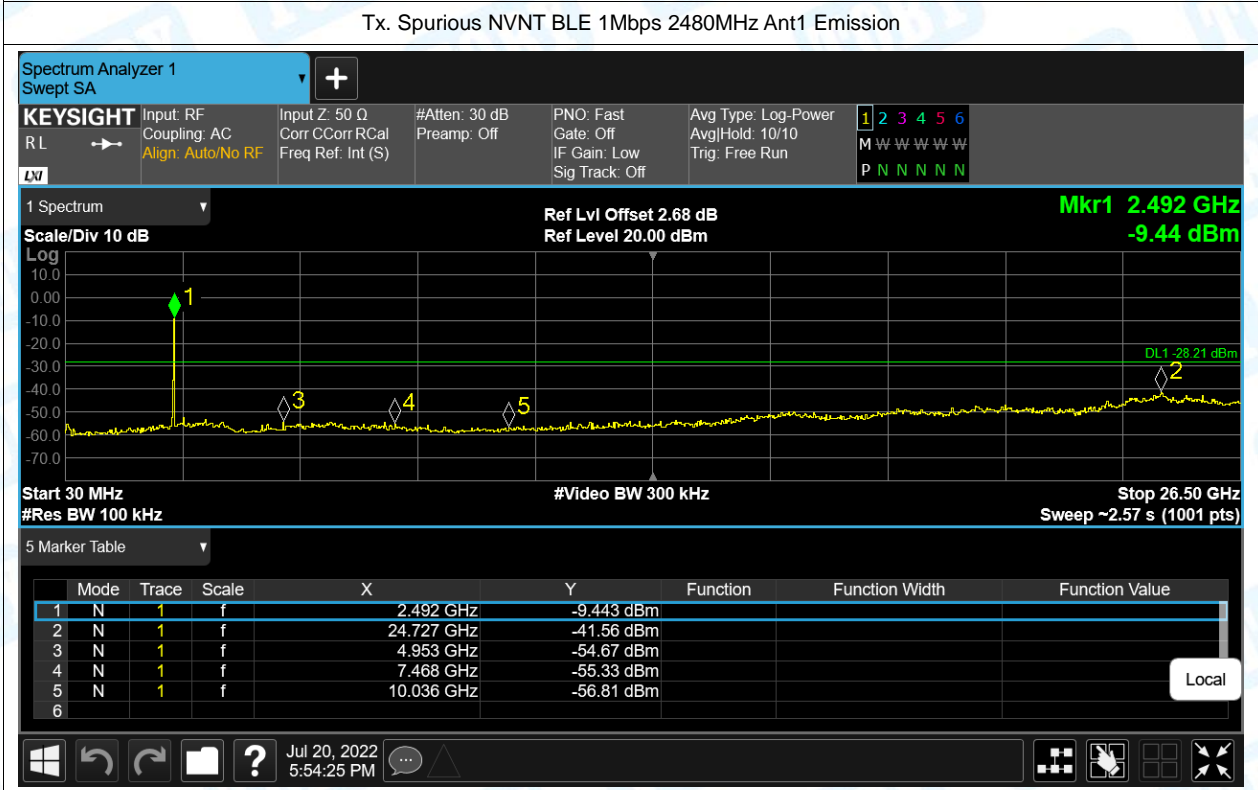 Tx. Spurious NVNT BLE 1Mbps 2480MHz Ant1 Emission
Spectrum Analyzer 1
Swept SA
KEYSIGHT Input: RF Input Z: 50 Ω #Atten: 30 dB PNO: Fast Avg Type: Log-Power 1 2 3 4 5 6
RL Coupling: AC Corr CCorr RCal Preamp: Off Gate: Off Avg|Hold: 10/10 M W W W W W
Align: Auto/No RF Freq Ref: Int (S) IF Gain: Low Trig: Free Run
LXI Sig Track: Off P N N N N N
1 Spectrum Ref Lvl Offset 2.68 dB Mkr1 2.492 GHz
Scale/Div 10 dB Ref Level 20.00 dBm -9.44 dBm
Log
10.0
0.00 1
-10.0
-20.0
DL1 -28.21 dBm
-30.0
2
-40.0
3 4 5
-50.0
-60.0
-70.0
Start 30 MHz #Video BW 300 kHz Stop 26.50 GHz
#Res BW 100 kHz Sweep ~2.57 s (1001 pts)
5 Marker Table
Mode Trace Scale X Y Function Function Width Function Value
1 N 1 f 2.492 GHz -9.443 dBm
2 N 1 f 24.727 GHz -41.56 dBm
3 N 1 f 4.953 GHz -54.67 dBm
4 N 1 f 7.468 GHz -55.33 dBm
5 N 1 f 10.036 GHz -56.81 dBm
6
Local
? Jul 20, 2022
5:54:25 PM